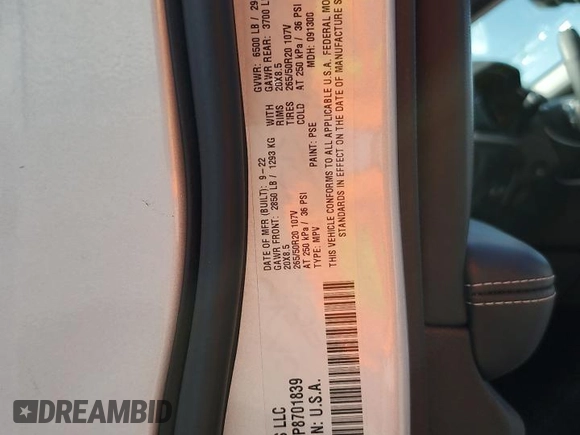 S LLC
DATE OF MFR (BUILT): 9-22 GVWR: 6500 LB / 29
GAWR FRONT: 2850 LB / 1293 KG WITH GAWR REAR: 3700 L
20X8.5 RIMS 20X8.5
265/50R20 107V TIRES 265/50R20 107V
AT 250 kPa / 36 PSI COLD AT 250 kPa / 36 PSI
TYPE: MPV PAINT: PSE MDH: 091300
THIS VEHICLE CONFORMS TO ALL APPLICABLE U.S.A. FEDERAL MO
STANDARDS IN EFFECT ON THE DATE OF MANUFACTURE S
P8701839
N: U.S.A.
DREAMBID